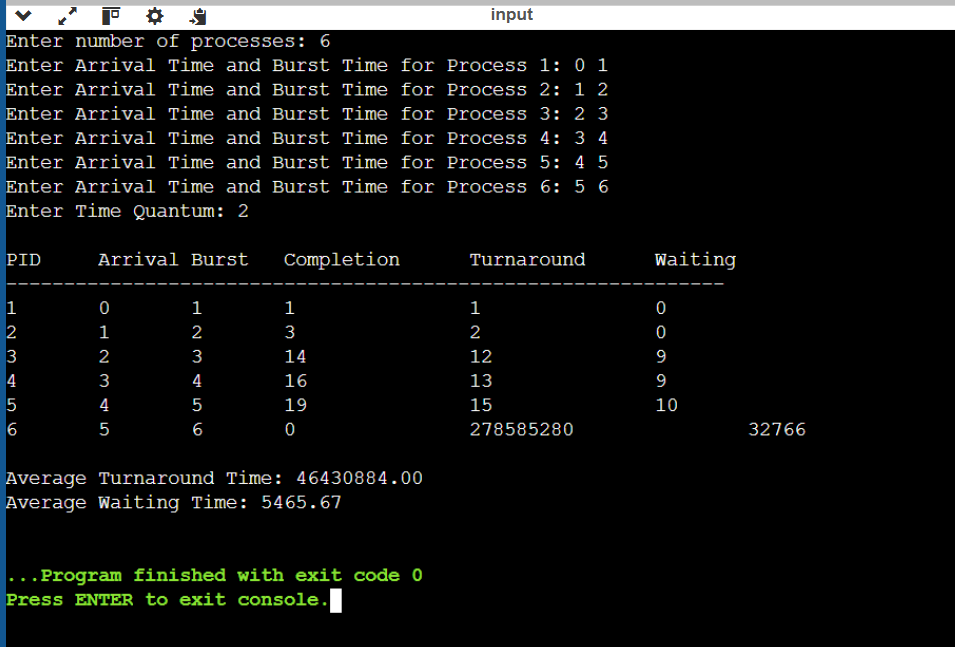 input
Enter number of processes: 6
Enter Arrival Time and Burst Time for Process 1: 0 1
Enter Arrival Time and Burst Time for Process 2: 1 2
Enter Arrival Time and Burst Time for Process 3: 2 3
Enter Arrival Time and Burst Time for Process 4: 3 4
Enter Arrival Time and Burst Time for Process 5: 4 5
Enter Arrival Time and Burst Time for Process 6: 5 6
Enter Time Quantum: 2
PID Arrival Burst Completion Turnaround Waiting
--------------------------------------------------------------
1 0 1 1 1 0
2 1 2 3 2 0
3 2 3 14 12 9
4 3 4 16 13 9
5 4 5 19 15 10
6 5 6 0 278585280 32766
Average Turnaround Time: 46430884.00
Average Waiting Time: 5465.67
...Program finished with exit code 0
Press ENTER to exit console.